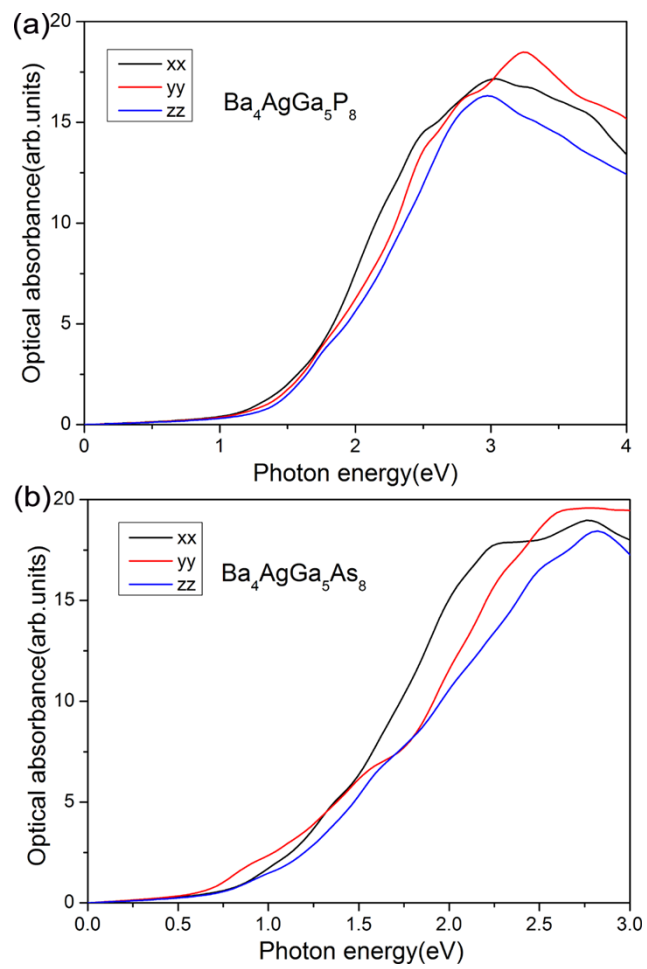 (a)
20
15
10
5
0
Optical absorbance(arb.units)
xx
yy
zz
Ba₄AgGa₅P₈
0 1 2 3 4
Photon energy(eV)
(b)
20
15
10
5
0
Optical absorbance(arb.units)
xx
yy
zz
Ba₄AgGa₅As₈
0.0 0.5 1.0 1.5 2.0 2.5 3.0
Photon energy(eV)